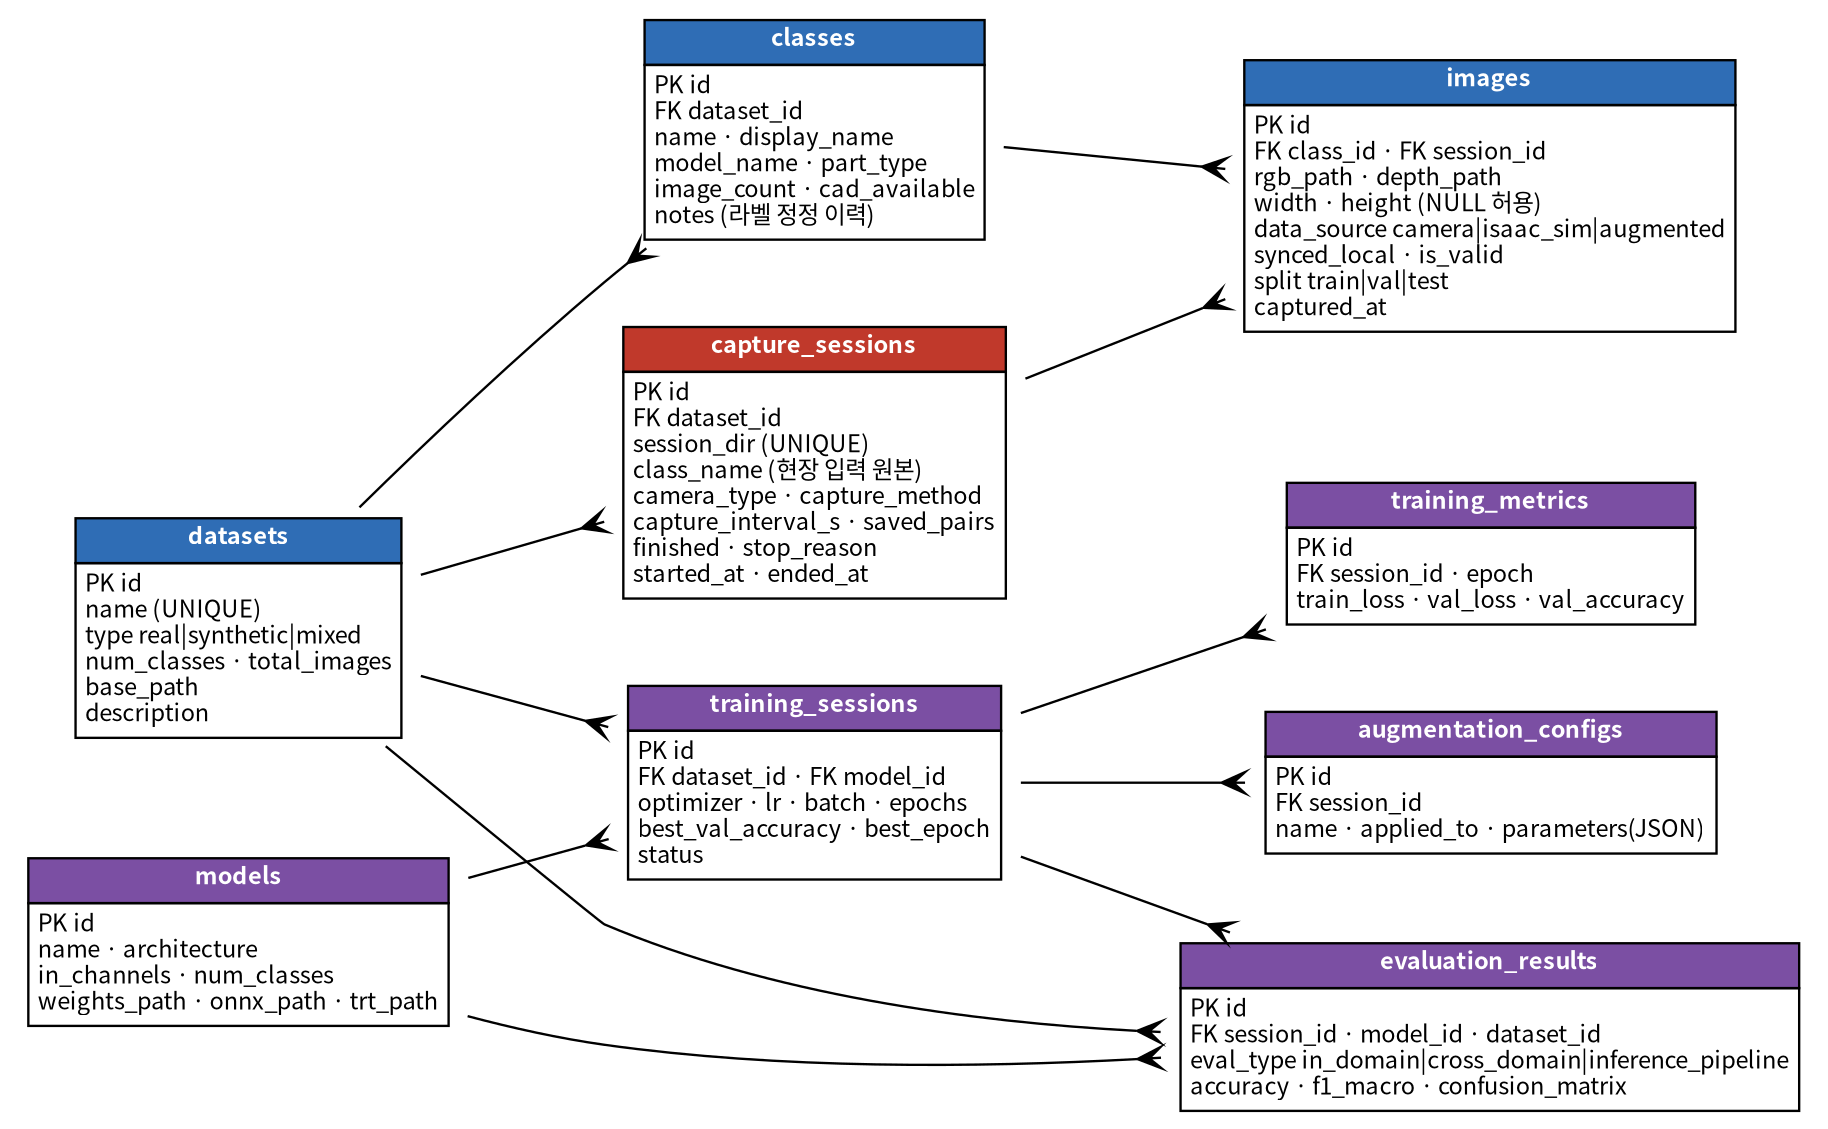 classes
PK id
FK dataset_id
name · display_name
model_name · part_type
image_count · cad_available
notes (라벨 정정 이력)
images
PK id
FK class_id · FK session_id
rgb_path · depth_path
width · height (NULL 허용)
data_source camera|isaac_sim|augmented
synced_local · is_valid
split train|val|test
captured_at
capture_sessions
PK id
FK dataset_id
session_dir (UNIQUE)
class_name (현장 입력 원본)
camera_type · capture_method
capture_interval_s · saved_pairs
finished · stop_reason
started_at · ended_at
datasets
PK id
name (UNIQUE)
type real|synthetic|mixed
num_classes · total_images
base_path
description
training_metrics
PK id
FK session_id · epoch
train_loss · val_loss · val_accuracy
training_sessions
PK id
FK dataset_id · FK model_id
optimizer · lr · batch · epochs
best_val_accuracy · best_epoch
status
augmentation_configs
PK id
FK session_id
name · applied_to · parameters(JSON)
models
PK id
name · architecture
in_channels · num_classes
weights_path · onnx_path · trt_path
evaluation_results
PK id
FK session_id · model_id · dataset_id
eval_type in_domain|cross_domain|inference_pipeline
accuracy · f1_macro · confusion_matrix